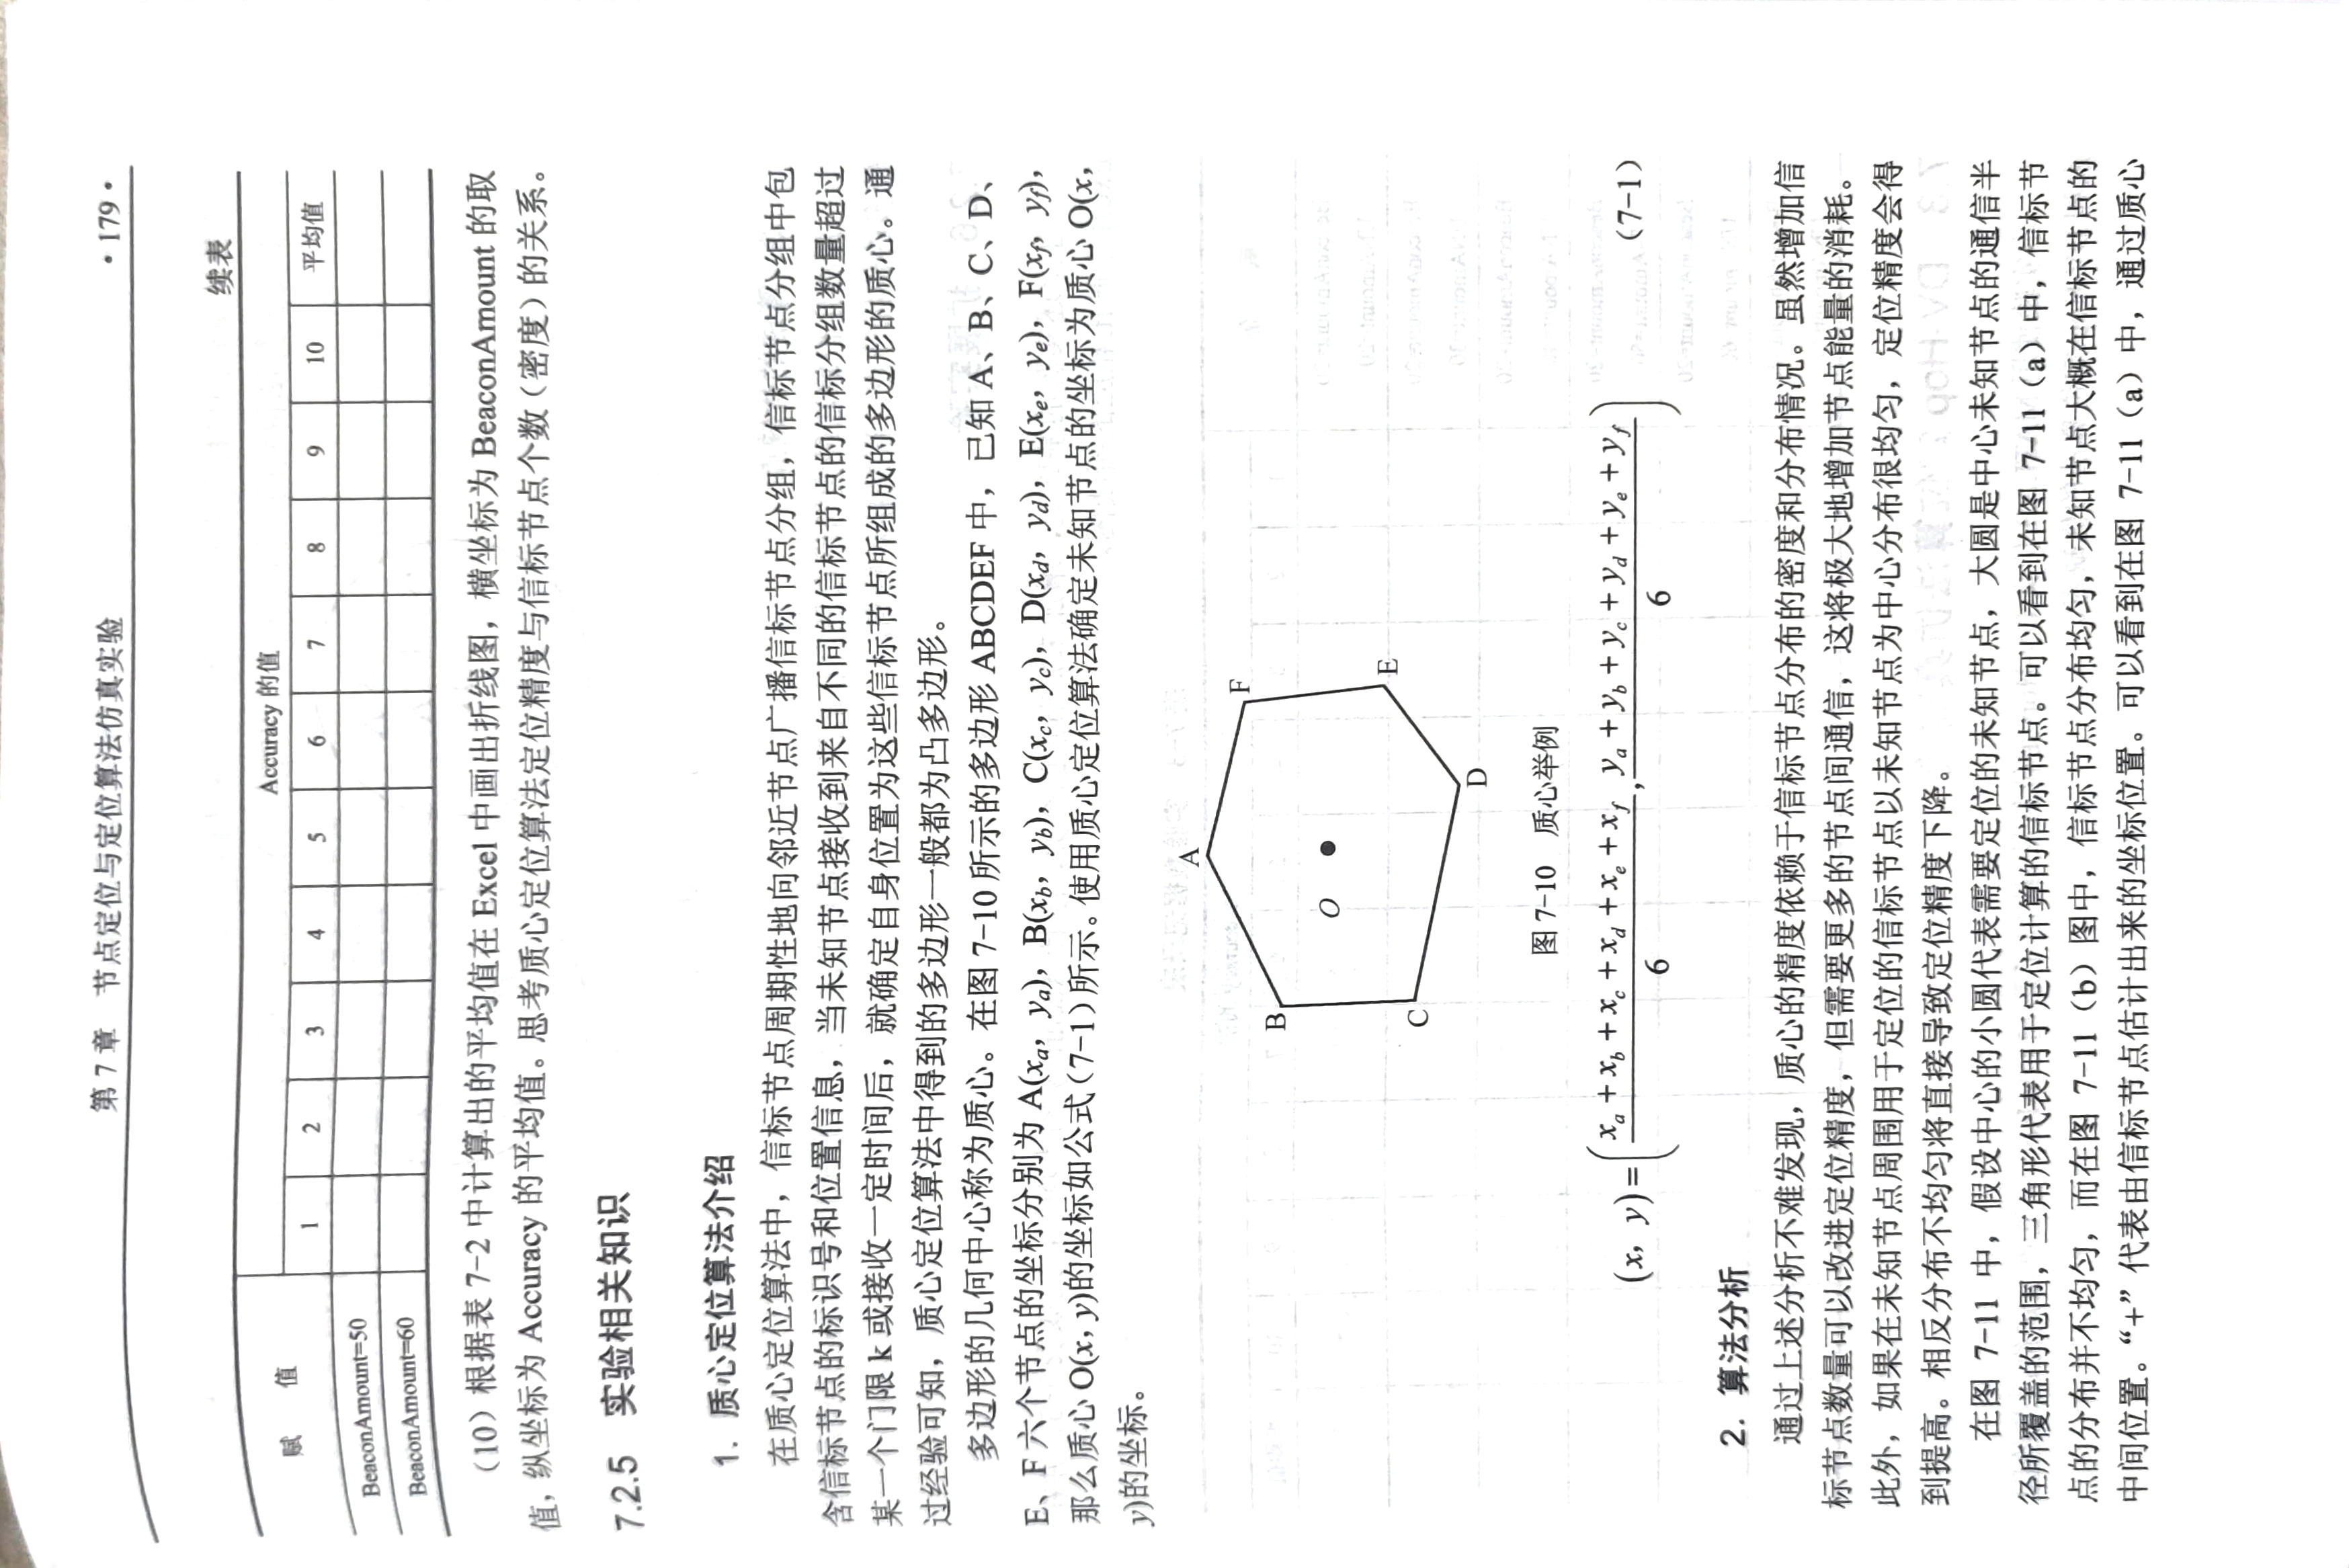 第 7 章 节点定位与定位算法仿真实验 ·179·
续表
赋 值 Accuracy 的值
1 2 3 4 5 6 7 8 9 10 平均值
BeaconAmount=50
BeaconAmount=60
（10）根据表 7-2 中计算出的平均值在 Excel 中画出折线图，横坐标为 BeaconAmount 的取
值，纵坐标为 Accuracy 的平均值。思考质心定位算法定位精度与信标节点个数（密度）的关系。
7.2.5 实验相关知识
1. 质心定位算法介绍
在质心定位算法中，信标节点周期性地向邻近节点广播信标节点分组，信标节点分组中包
含信标节点的标识号和位置信息，当未知节点接收到来自不同的信标节点的信标分组数量超过
某一个门限 k 或接收一定时间后，就确定自身位置为这些信标节点所组成的多边形的质心。通
过经验可知，质心定位算法中得到的多边形一般都为凸多边形。
多边形的几何中心称为质心。在图 7-10 所示的多边形 ABCDEF 中，已知 A、B、C、D、
E、F 六个节点的坐标分别为 A(xₐ, yₐ)，B(x_b, y_b)，C(x_c, y_c)，D(x_d, y_d)，E(x_e, y_e)，F(x_f, y_f)，
那么质心 O(x, y)的坐标如公式（7-1）所示。使用质心定位算法确定未知节点的坐标为质心 O(x,
y)的坐标。
A
F
B
O
E
C
D
图 7-10 质心举例
(x, y)=((x_a+x_b+x_c+x_d+x_e+x_f)/6, (y_a+y_b+y_c+y_d+y_e+y_f)/6) （7-1）
2. 算法分析
通过上述分析不难发现，质心的精度依赖于信标节点分布的密度和分布情况。虽然增加信
标节点数量可以改进定位精度，但需要更多的节点间通信，这将极大地增加节点能量的消耗。
此外，如果在未知节点周围用于定位的信标节点以未知节点为中心分布很均匀，定位精度会得
到提高。相反分布不均匀将直接导致定位精度下降。
在图 7-11 中，假设中心的小圆代表需要定位的未知节点，大圆是中心未知节点的通信半
径所覆盖的范围，三角形代表用于定位计算的信标节点。可以看到在图 7-11（a）中，信标节
点的分布并不均匀，而在图 7-11（b）图中，信标节点分布均匀，未知节点大概在信标节点的
中间位置。“+”代表由信标节点估计出来的坐标位置。可以看到在图 7-11（a）中，通过质心